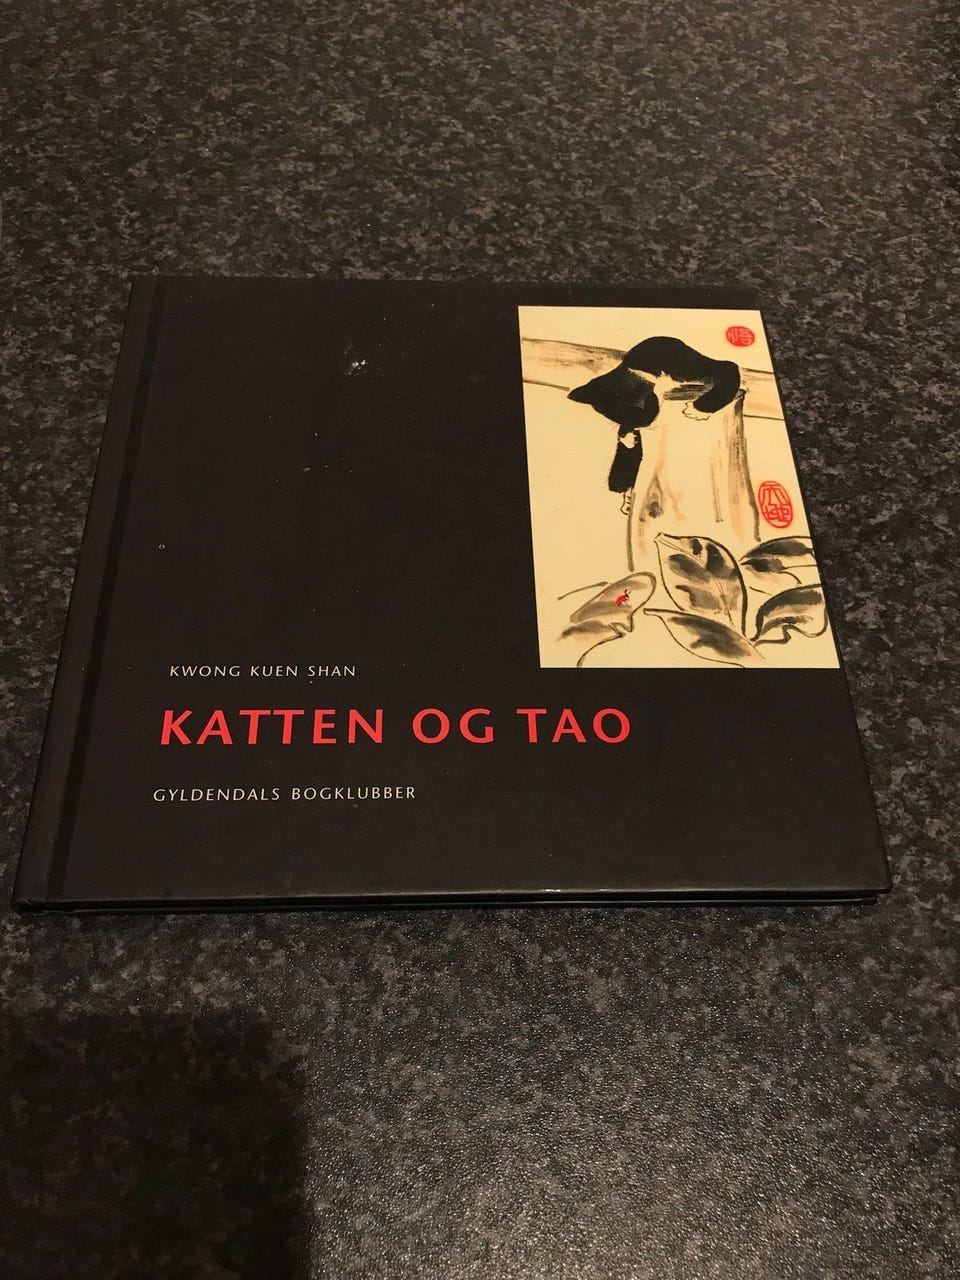 KWONG KUEN SHAN
KATTEN OG TAO
GYLDENDALS BOGKLUBBER